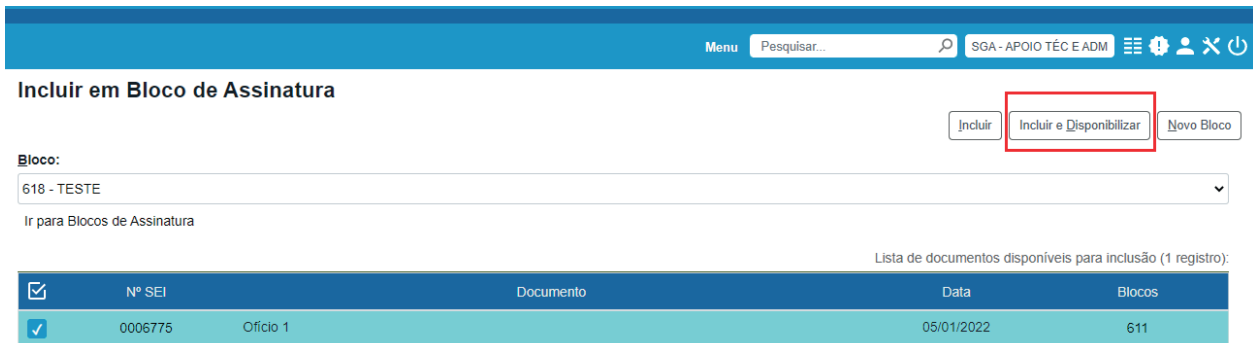 Menu Pesquisar... SGA - APOIO TÉC E ADM
Incluir em Bloco de Assinatura
Incluir Incluir e Disponibilizar Novo Bloco
Bloco:
618 - TESTE
Ir para Blocos de Assinatura
Lista de documentos disponíveis para inclusão (1 registro):
Nº SEI Documento Data Blocos
0006775 Ofício 1 05/01/2022 611